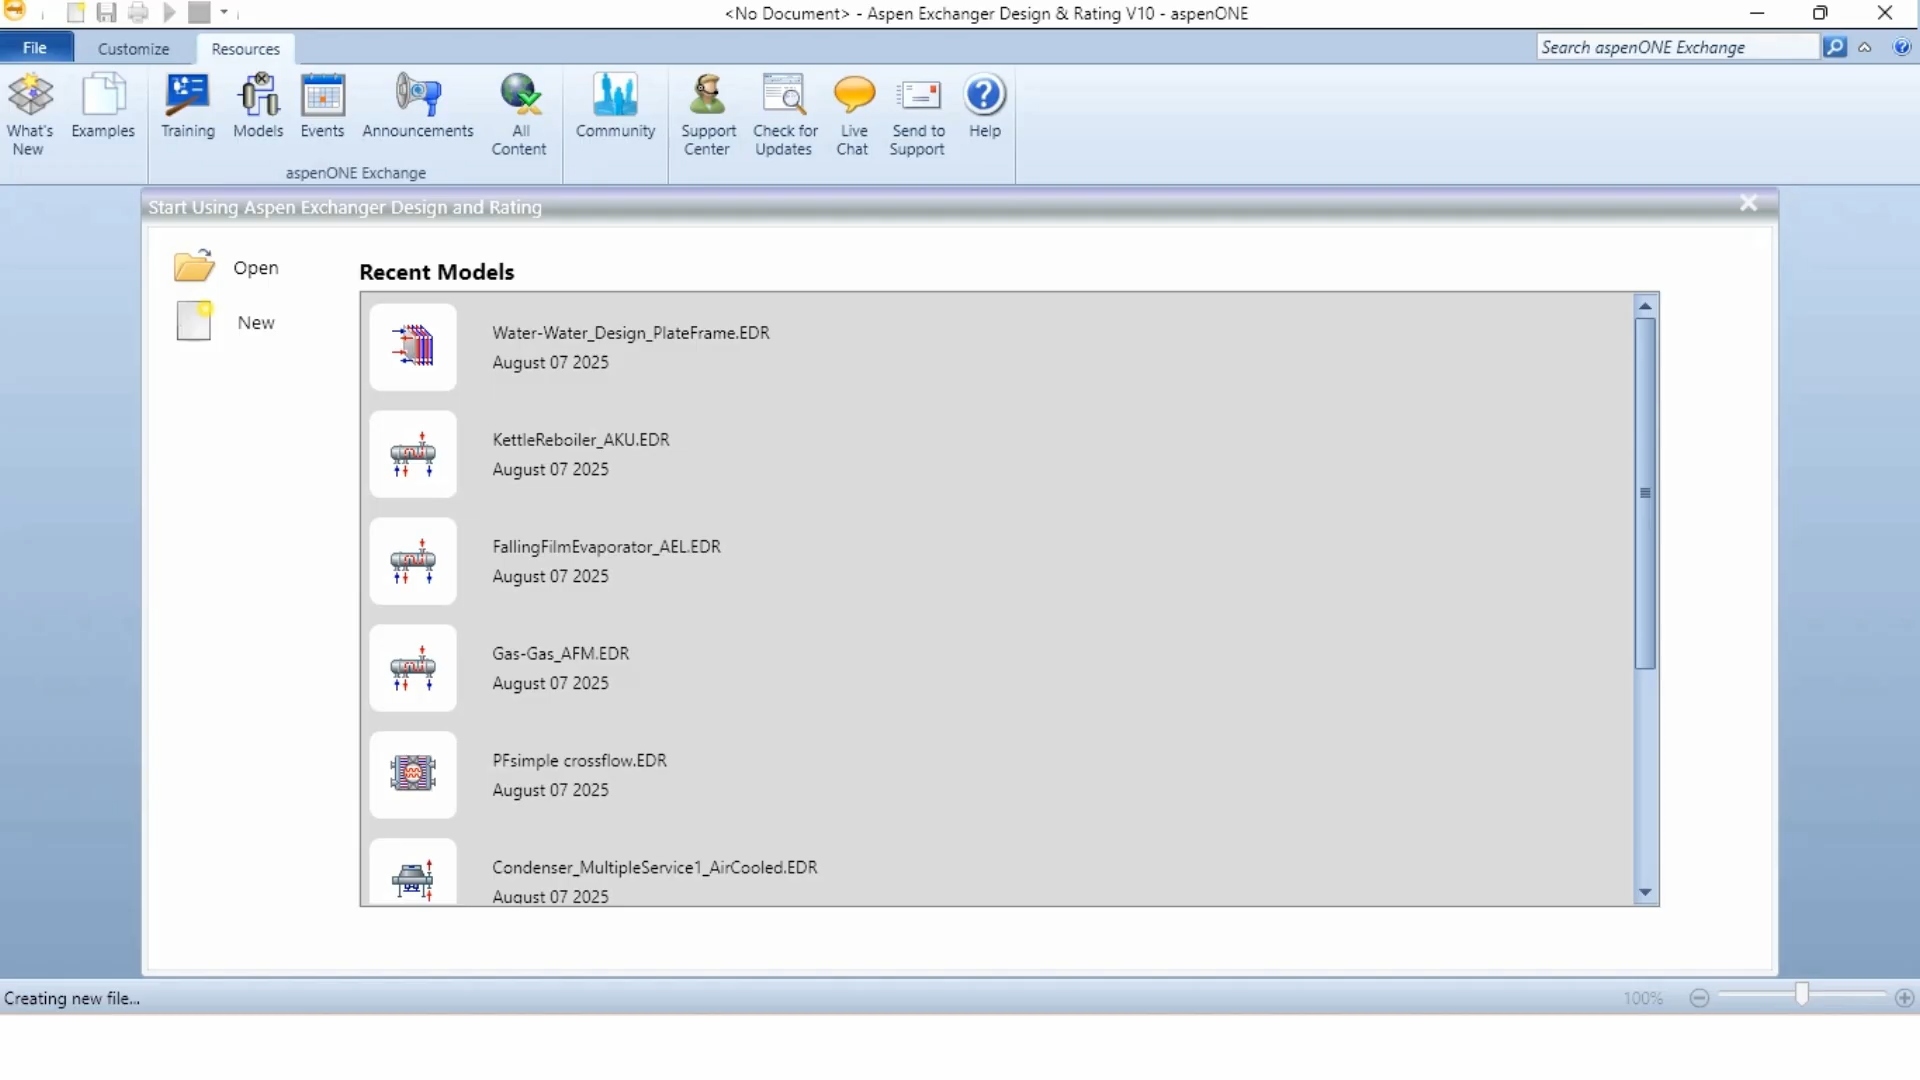 <No Document> - Aspen Exchanger Design & Rating V10 - aspenONE
File
Customize
Resources
Search aspenONE Exchange
What's New
Examples
Training
Models
Events
Announcements
All Content
Community
Support Center
Check for Updates
Live Chat
Send to Support
Help
aspenONE Exchange
Start Using Aspen Exchanger Design and Rating
Open
New
Recent Models
Water-Water_Design_PlateFrame.EDR
August 07 2025
KettleReboiler_AKU.EDR
August 07 2025
FallingFilmEvaporator_AEL.EDR
August 07 2025
Gas-Gas_AFM.EDR
August 07 2025
PFsimple crossflow.EDR
August 07 2025
Condenser_MultipleService1_AirCooled.EDR
August 07 2025
Creating new file...
100%